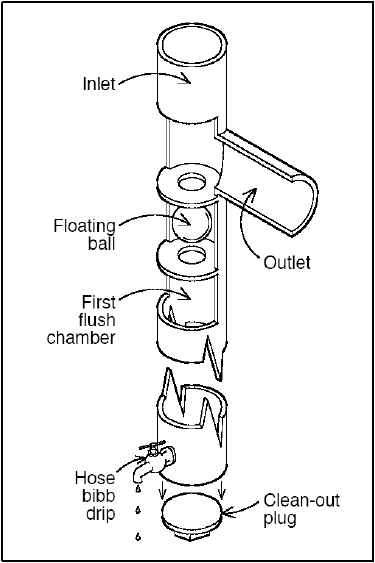 Inlet
Floating
ball
Outlet
First
flush
chamber
Hose
bibb
drip
Clean-out
plug